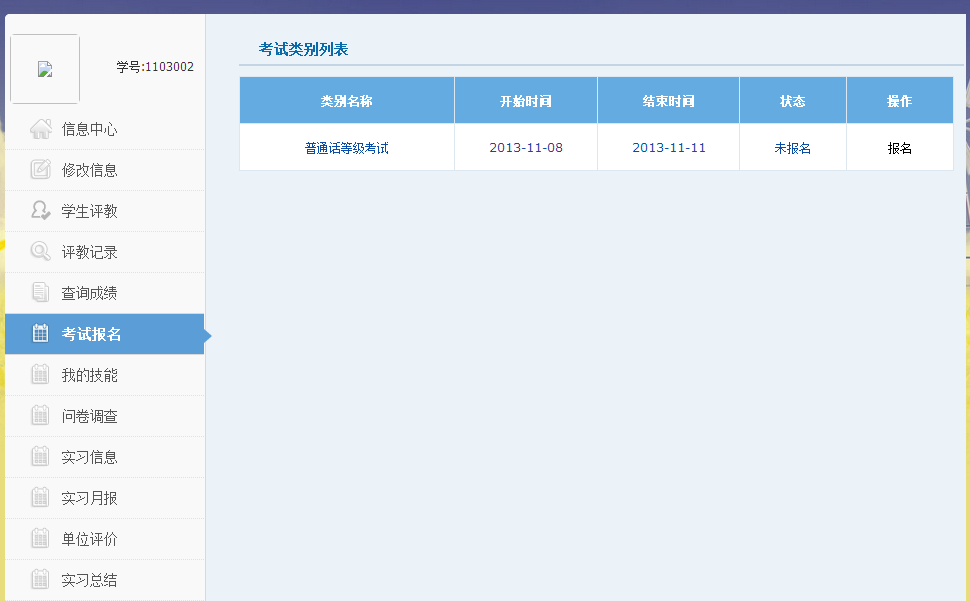 学号:1103002
信息中心
修改信息
学生评教
评教记录
查询成绩
考试报名
我的技能
问卷调查
实习信息
实习月报
单位评价
实习总结
考试类别列表
类别名称 开始时间 结束时间 状态 操作
普通话等级考试 2013-11-08 2013-11-11 未报名 报名